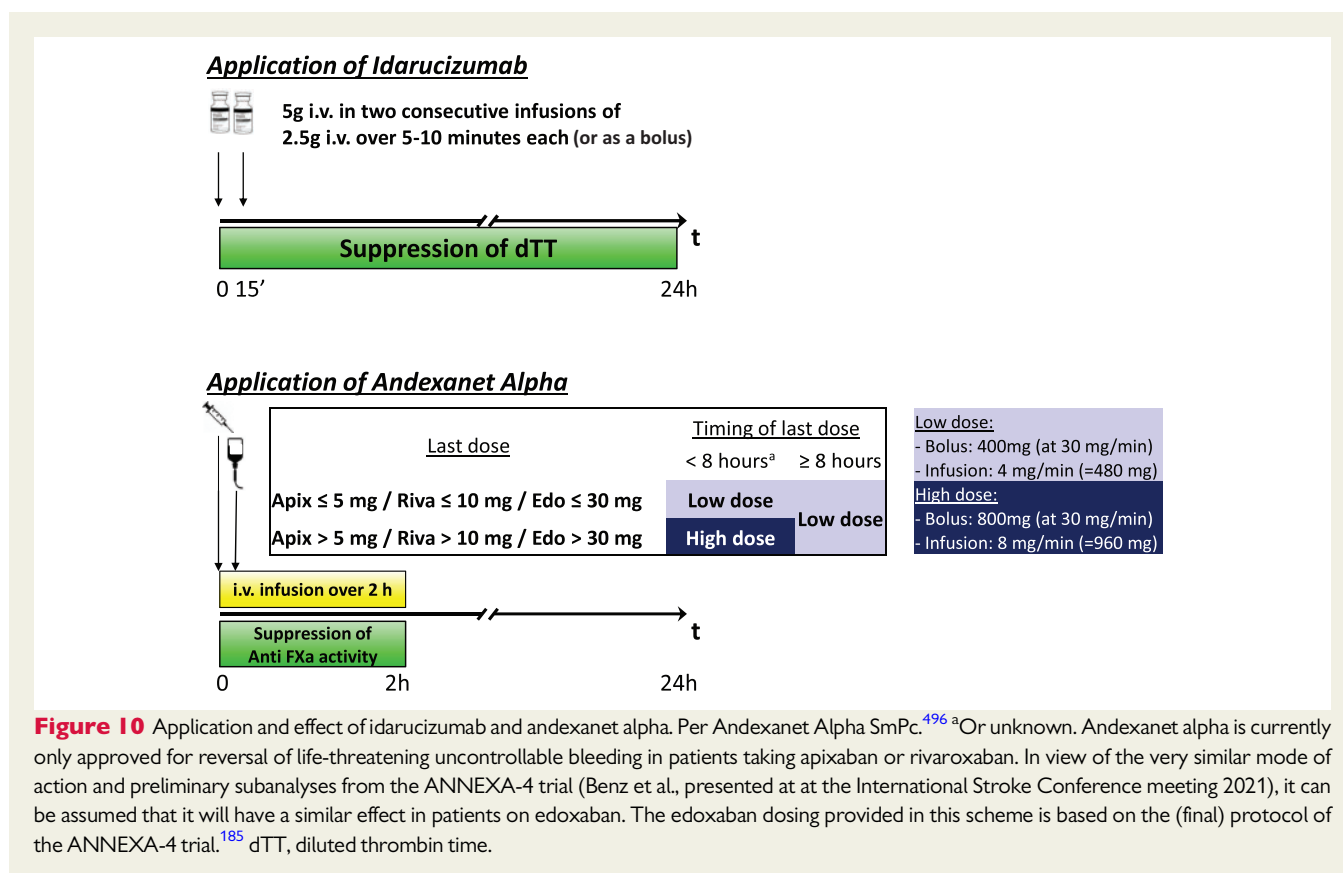 Application of Idarucizumab
5g i.v. in two consecutive infusions of
2.5g i.v. over 5-10 minutes each (or as a bolus)
t
Suppression of dTT
0 15’
24h
Application of Andexanet Alpha
Last dose
Timing of last dose
< 8 hoursᵃ ≥ 8 hours
Apix ≤ 5 mg / Riva ≤ 10 mg / Edo ≤ 30 mg
Low dose
Low dose
Apix > 5 mg / Riva > 10 mg / Edo > 30 mg
High dose
Low dose:
- Bolus: 400mg (at 30 mg/min)
- Infusion: 4 mg/min (=480 mg)
High dose:
- Bolus: 800mg (at 30 mg/min)
- Infusion: 8 mg/min (=960 mg)
i.v. infusion over 2 h
t
Suppression of
Anti FXa activity
0
2h
24h
Figure 10 Application and effect of idarucizumab and andexanet alpha. Per Andexanet Alpha SmPc.⁴⁹⁶ ᵃOr unknown. Andexanet alpha is currently
only approved for reversal of life-threatening uncontrollable bleeding in patients taking apixaban or rivaroxaban. In view of the very similar mode of
action and preliminary subanalyses from the ANNEXA-4 trial (Benz et al., presented at at the International Stroke Conference meeting 2021), it can
be assumed that it will have a similar effect in patients on edoxaban. The edoxaban dosing provided in this scheme is based on the (final) protocol of
the ANNEXA-4 trial.¹⁸⁵ dTT, diluted thrombin time.